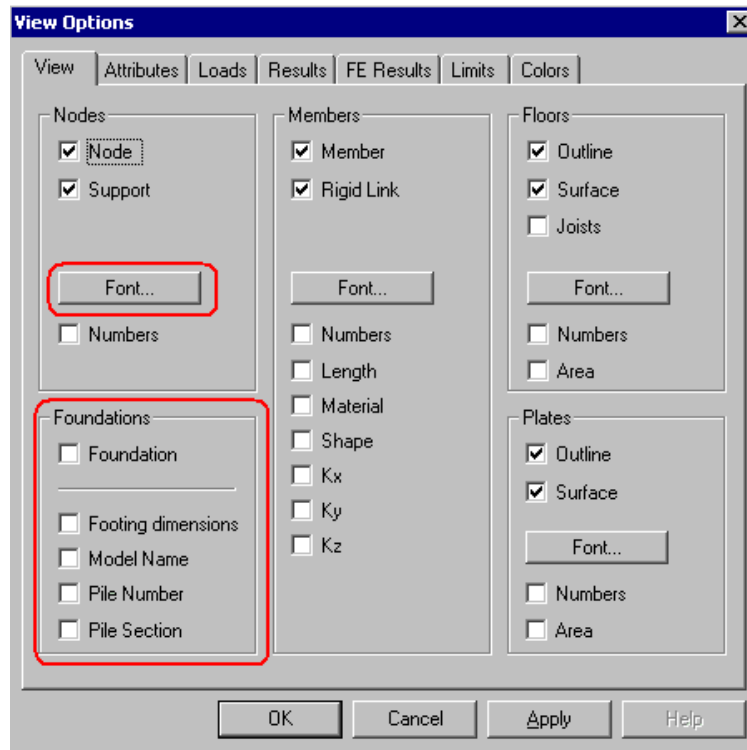 View Options
View Attributes Loads Results FE Results Limits Colors
Nodes
Node
Support
Font...
Numbers
Foundations
Foundation
Footing dimensions
Model Name
Pile Number
Pile Section
Members
Member
Rigid Link
Font...
Numbers
Length
Material
Shape
Kx
Ky
Kz
Floors
Outline
Surface
Joists
Font...
Numbers
Area
Plates
Outline
Surface
Font...
Numbers
Area
OK Cancel Apply Help